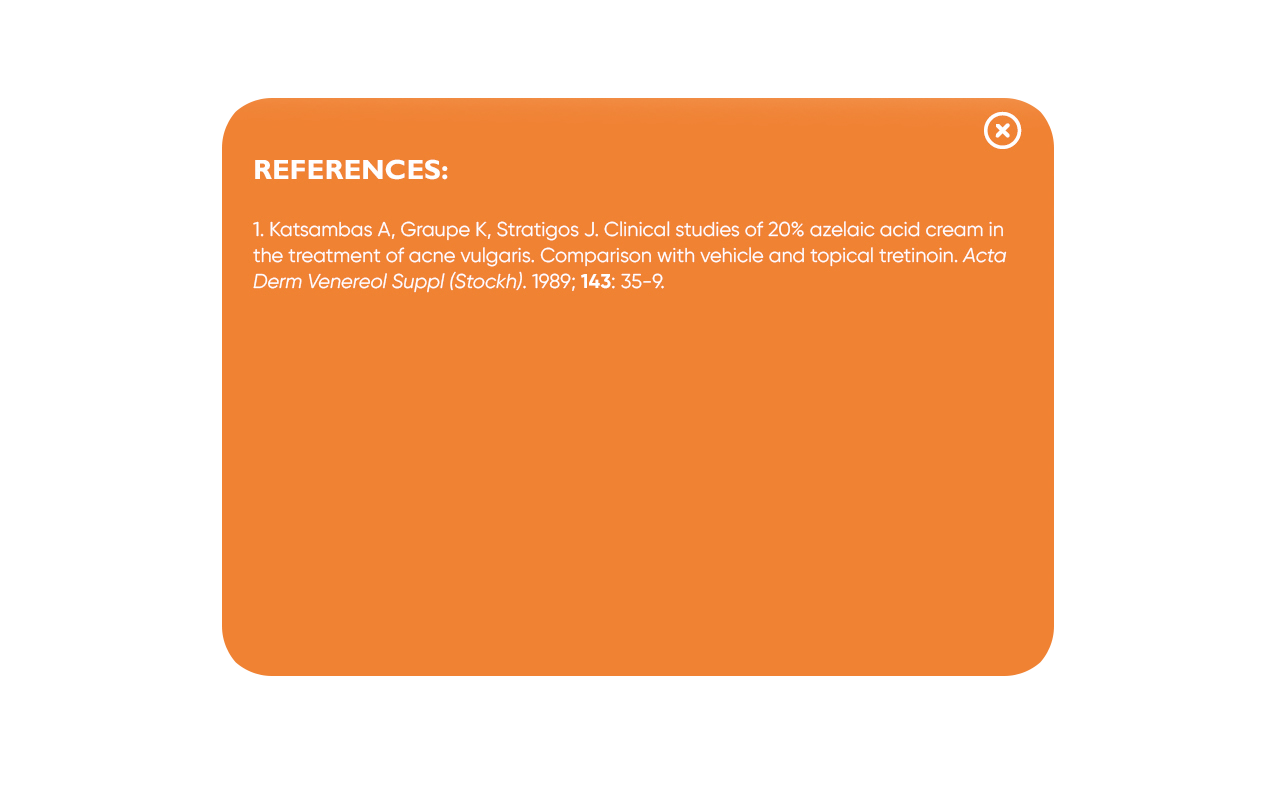 REFERENCES:
1. Katsambas A, Graupe K, Stratigos J. Clinical studies of 20% azelaic acid cream in
the treatment of acne vulgaris. Comparison with vehicle and topical tretinoin. Acta
Derm Venereol Suppl (Stockh). 1989; 143: 35-9.